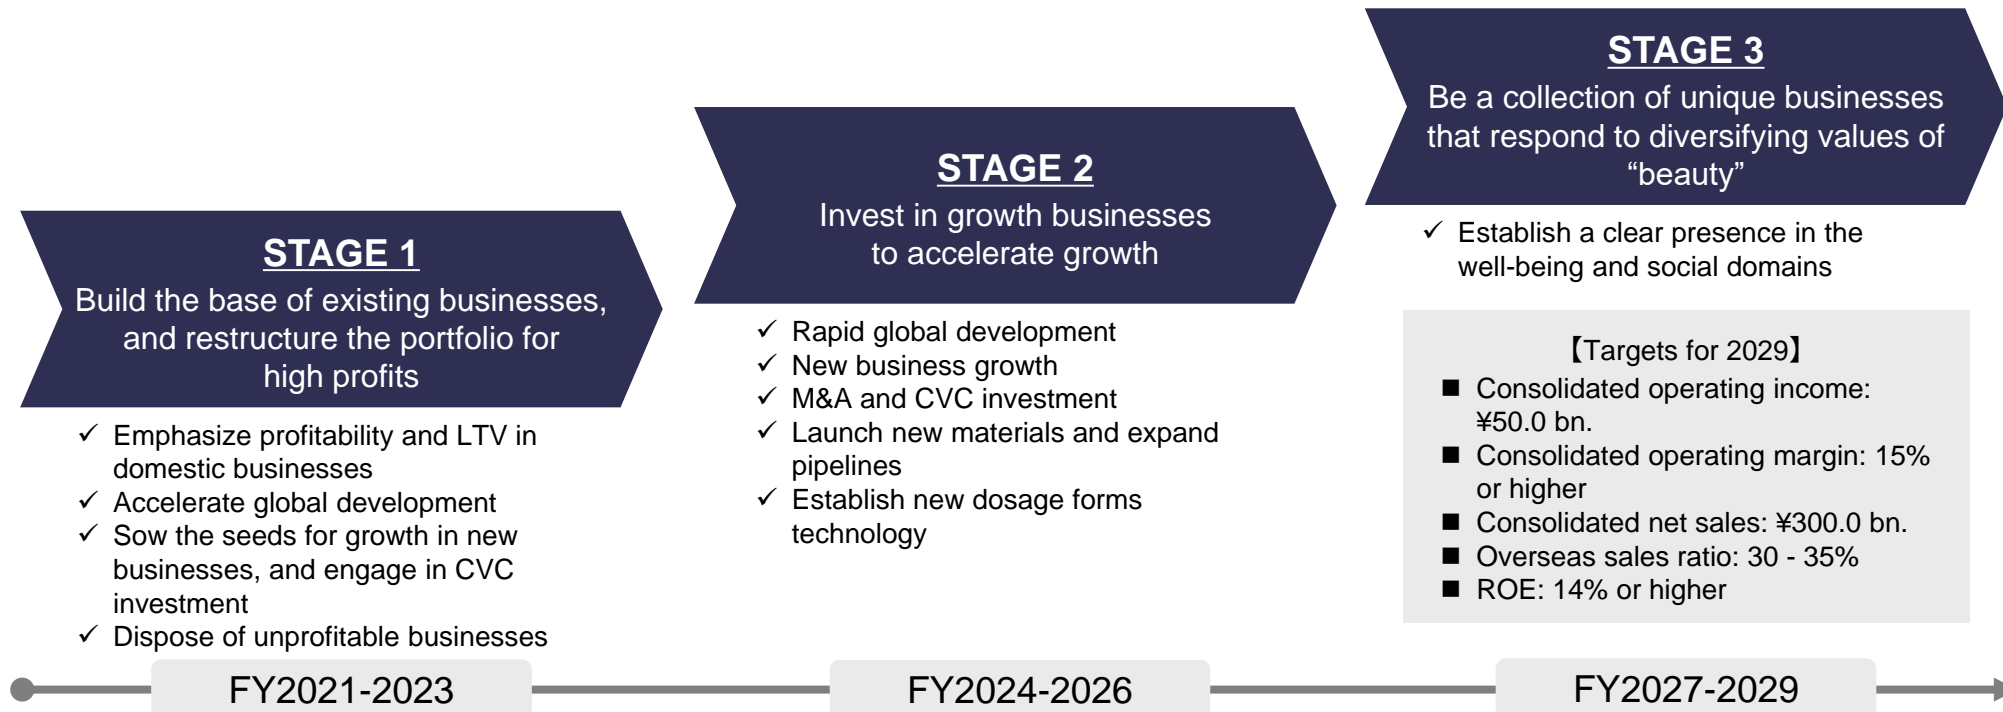 STAGE 1
Build the base of existing businesses,
and restructure the portfolio for
high profits
✓ Emphasize profitability and LTV in
domestic businesses
✓ Accelerate global development
✓ Sow the seeds for growth in new
businesses, and engage in CVC
investment
✓ Dispose of unprofitable businesses
FY2021-2023
STAGE 2
Invest in growth businesses
to accelerate growth
✓ Rapid global development
✓ New business growth
✓ M&A and CVC investment
✓ Launch new materials and expand
pipelines
✓ Establish new dosage forms
technology
FY2024-2026
STAGE 3
Be a collection of unique businesses
that respond to diversifying values of
“beauty”
✓ Establish a clear presence in the
well-being and social domains
【Targets for 2029】
■ Consolidated operating income:
¥50.0 bn.
■ Consolidated operating margin: 15%
or higher
■ Consolidated net sales: ¥300.0 bn.
■ Overseas sales ratio: 30 - 35%
■ ROE: 14% or higher
FY2027-2029